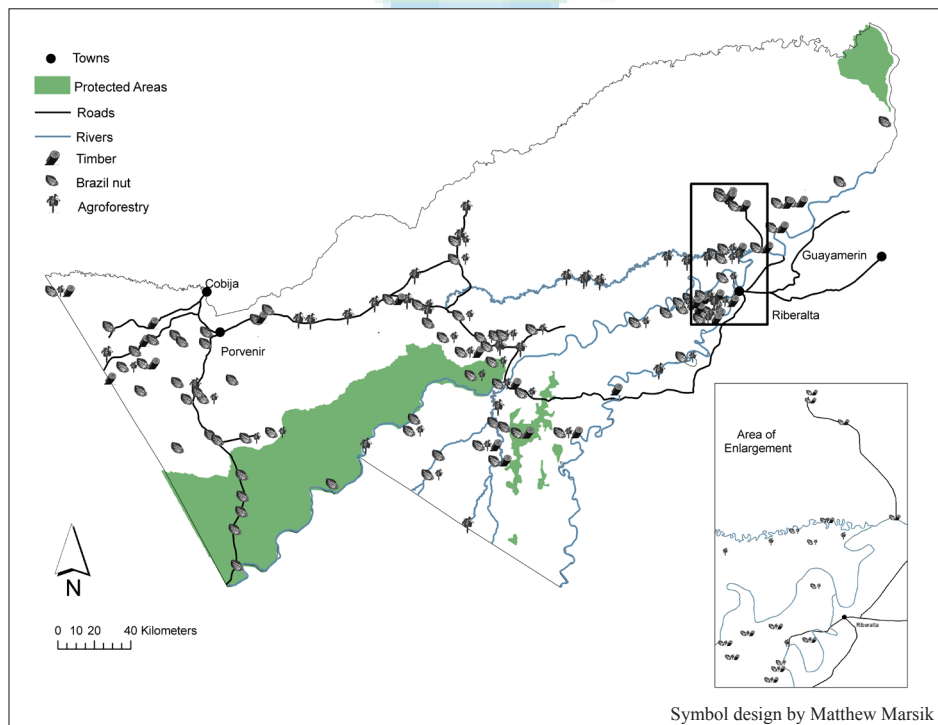 Towns
Protected Areas
Roads
Rivers
Timber
Brazil nut
Agroforestry
Cobija
Porvenir
Guayamerin
Riberalta
N
0 10 20 40 Kilometers
Area of
Enlargement
Riberalta
Symbol design by Matthew Marsik